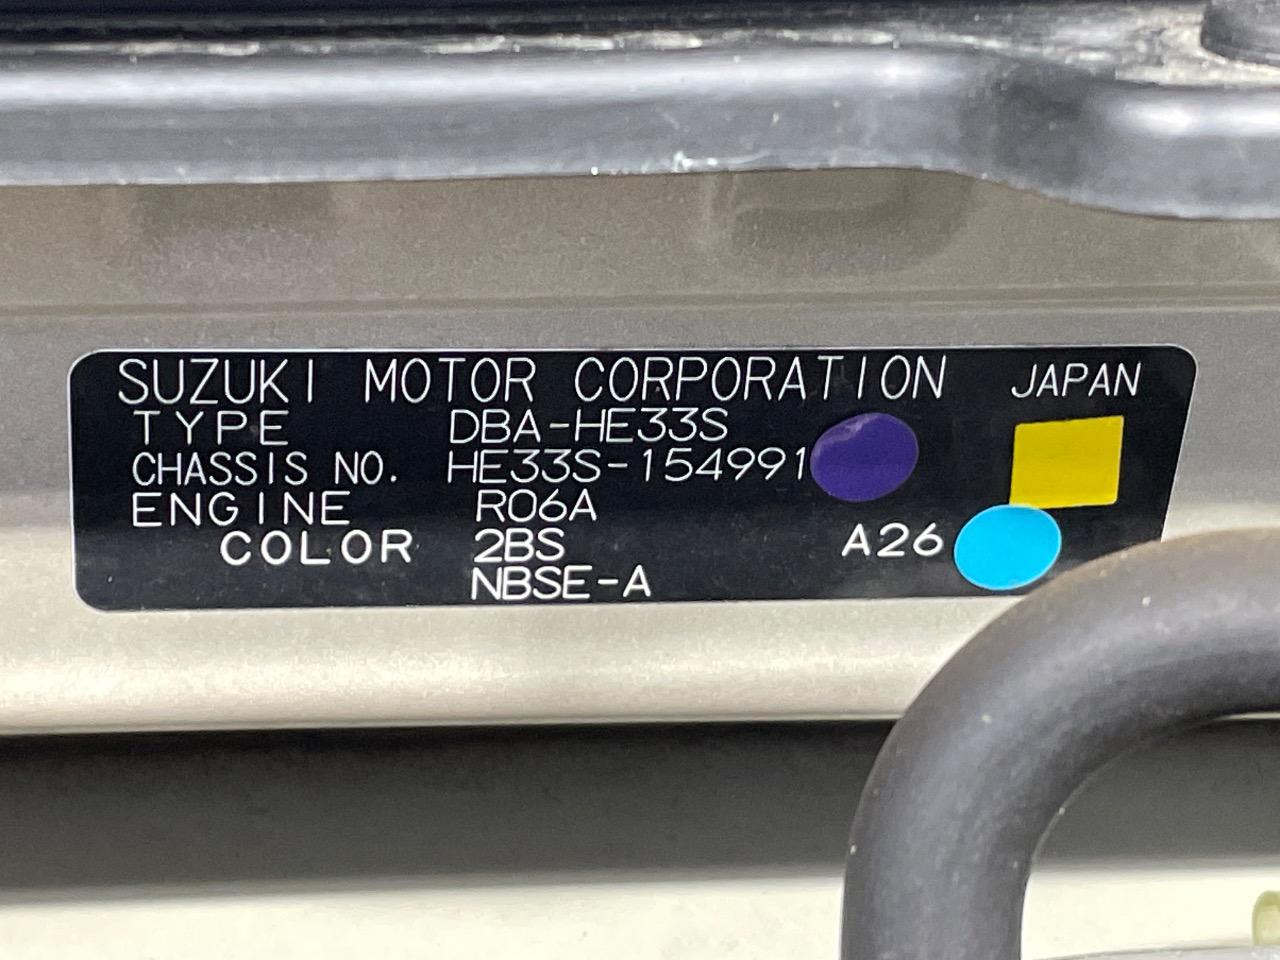 SUZUKI MOTOR CORPORATION JAPAN
TYPE DBA-HE33S
CHASSIS NO. HE33S-154991
ENGINE R06A
COLOR 2BS A26
NBSE-A